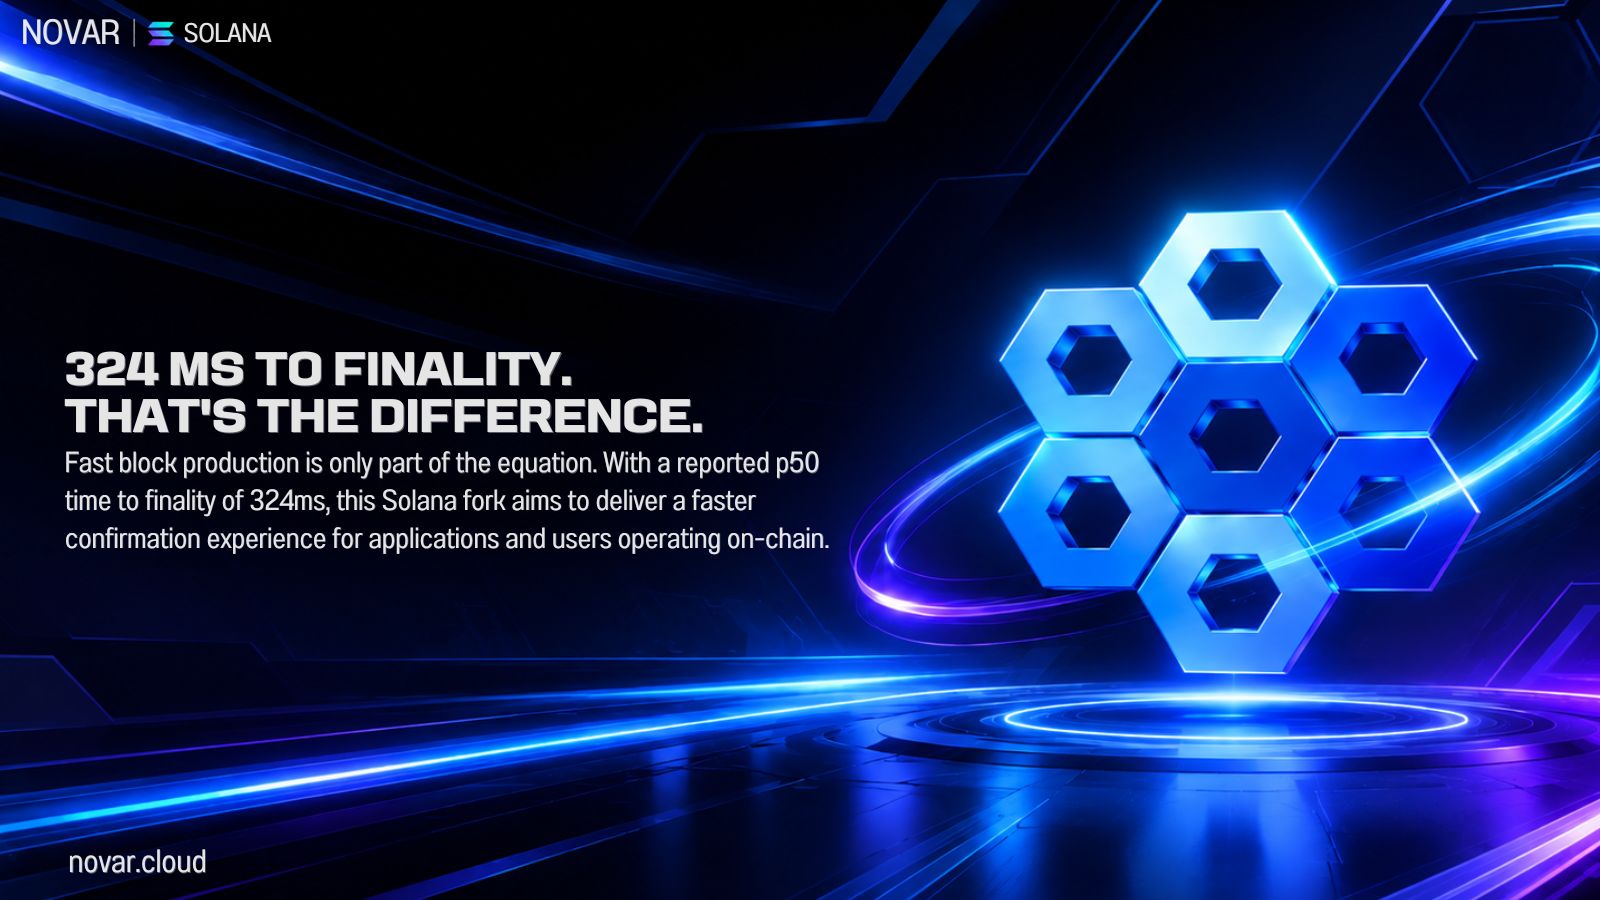 NOVAR | SOLANA
324 MS TO FINALITY.
THAT'S THE DIFFERENCE.
Fast block production is only part of the equation. With a reported p50
time to finality of 324ms, this Solana fork aims to deliver a faster
confirmation experience for applications and users operating on-chain.
novar.cloud